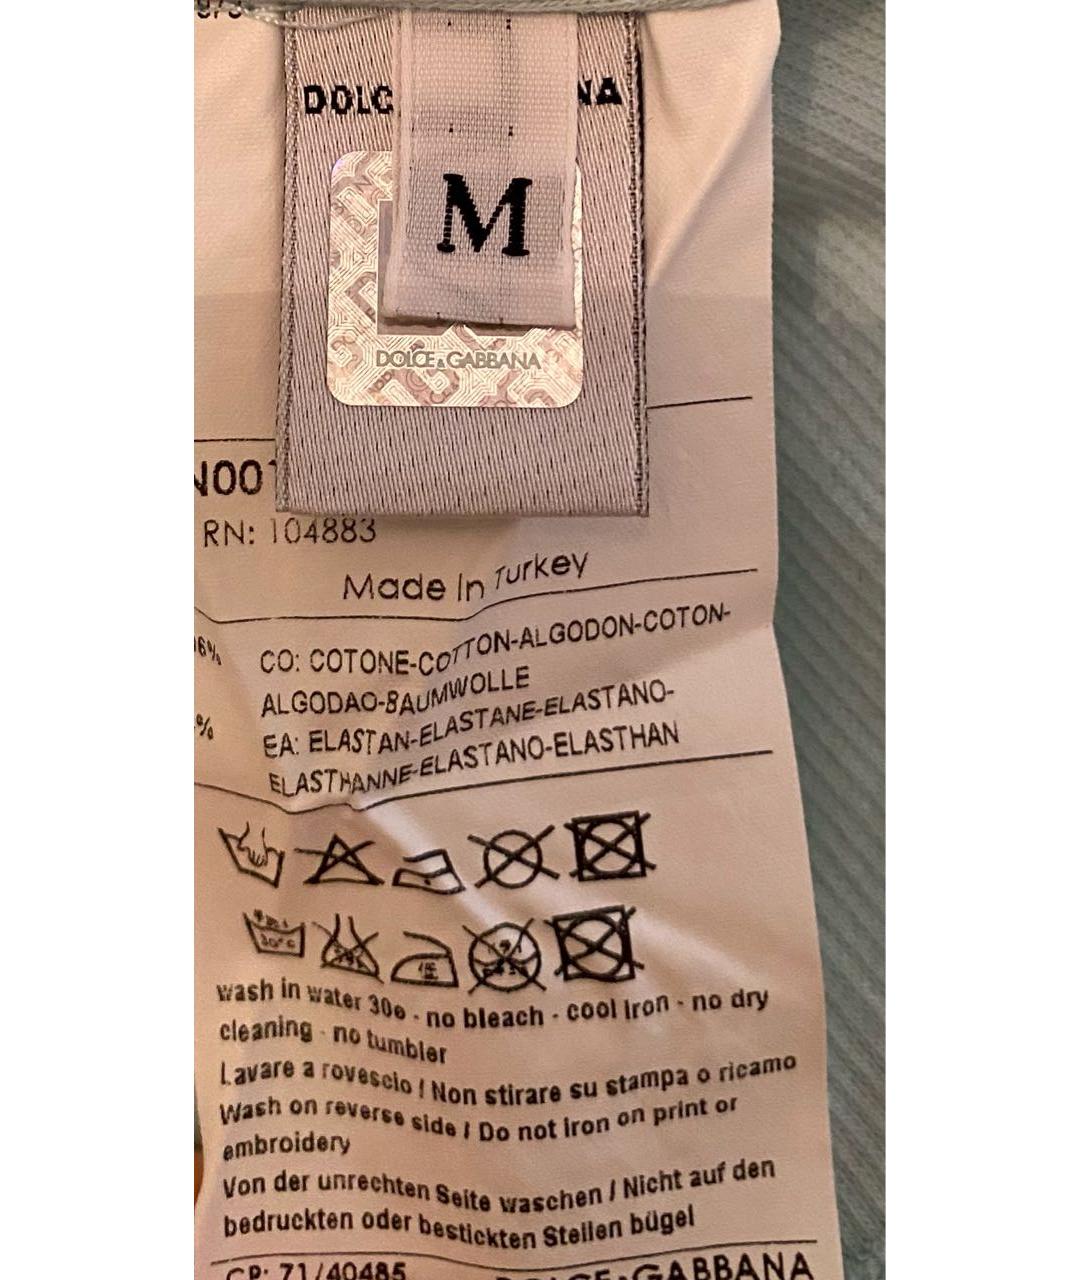 M
DOLCE&GABBANA
RN: 104883
Made In Turkey
CO: COTONE-COTTON-ALGODON-COTON-
ALGODAO-BAUMWOLLE
EA: ELASTAN-ELASTANE-ELASTANO-
ELASTHANNE-ELASTANO-ELASTHAN
wash in water 30e - no bleach - cool iron - no dry
cleaning - no tumbler
Lavare a rovescio / Non stirare su stampa o ricamo
Wash on reverse side / Do not iron on print or
embroidery
Von der unrechten Seite waschen / Nicht auf den
bedruckten oder bestickten Stellen bügel
CP: 71/40485 DOLCE&GABBANA